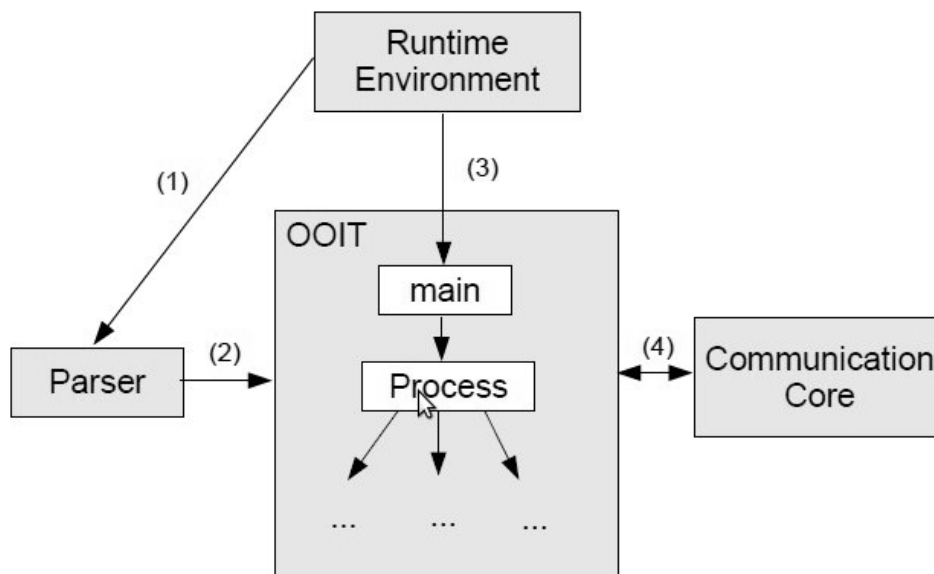 Runtime
Environment
(1)
(3)
OOIT
main
(2)
Parser
(4)
Communication
Core
Process
... ... ...